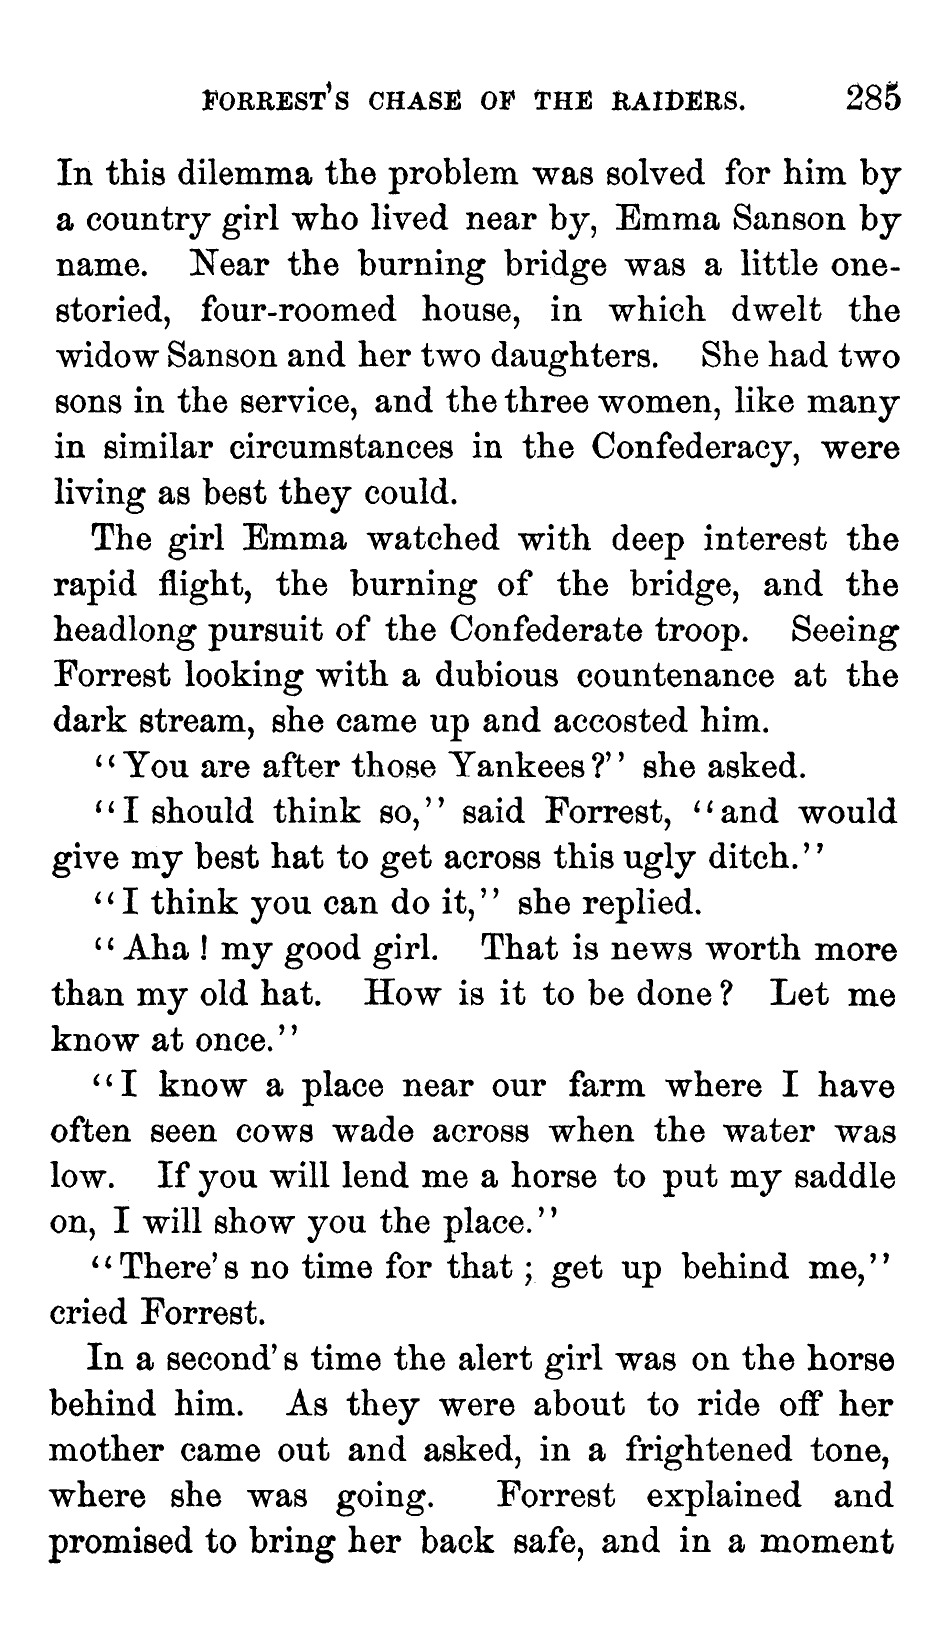 FORREST'S CHASE OF THE RAIDERS. 285
In this dilemma the problem was solved for him by
a country girl who lived near by, Emma Sanson by
name. Near the burning bridge was a little one-
storied, four-roomed house, in which dwelt the
widow Sanson and her two daughters. She had two
sons in the service, and the three women, like many
in similar circumstances in the Confederacy, were
living as best they could.
The girl Emma watched with deep interest the
rapid flight, the burning of the bridge, and the
headlong pursuit of the Confederate troop. Seeing
Forrest looking with a dubious countenance at the
dark stream, she came up and accosted him.
"You are after those Yankees?" she asked.
"I should think so," said Forrest, "and would
give my best hat to get across this ugly ditch."
"I think you can do it," she replied.
"Aha! my good girl. That is news worth more
than my old hat. How is it to be done? Let me
know at once."
"I know a place near our farm where I have
often seen cows wade across when the water was
low. If you will lend me a horse to put my saddle
on, I will show you the place."
"There's no time for that; get up behind me,"
cried Forrest.
In a second's time the alert girl was on the horse
behind him. As they were about to ride off her
mother came out and asked, in a frightened tone,
where she was going. Forrest explained and
promised to bring her back safe, and in a moment